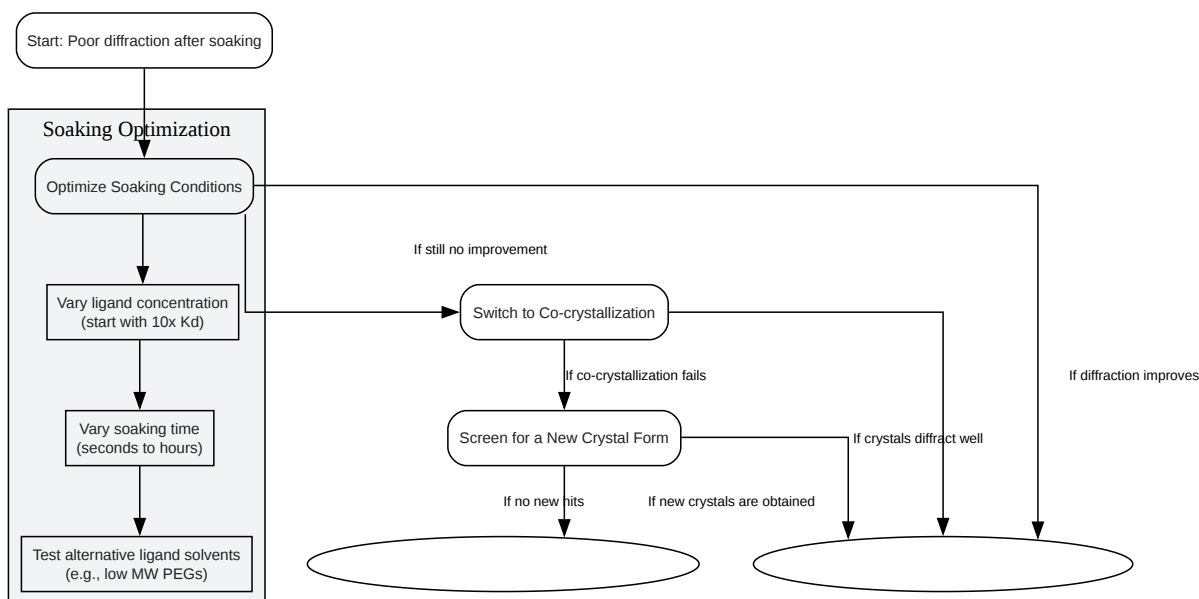 Start: Poor diffraction after soaking
Soaking Optimization
Optimize Soaking Conditions
If still no improvement
Vary ligand concentration
(start with 10x Kd)
Switch to Co-crystallization
If co-crystallization fails
If diffraction improves
Vary soaking time
(seconds to hours)
Screen for a New Crystal Form
If crystals diffract well
If no new hits
If new crystals are obtained
Test alternative ligand solvents
(e.g., low MW PEGs)